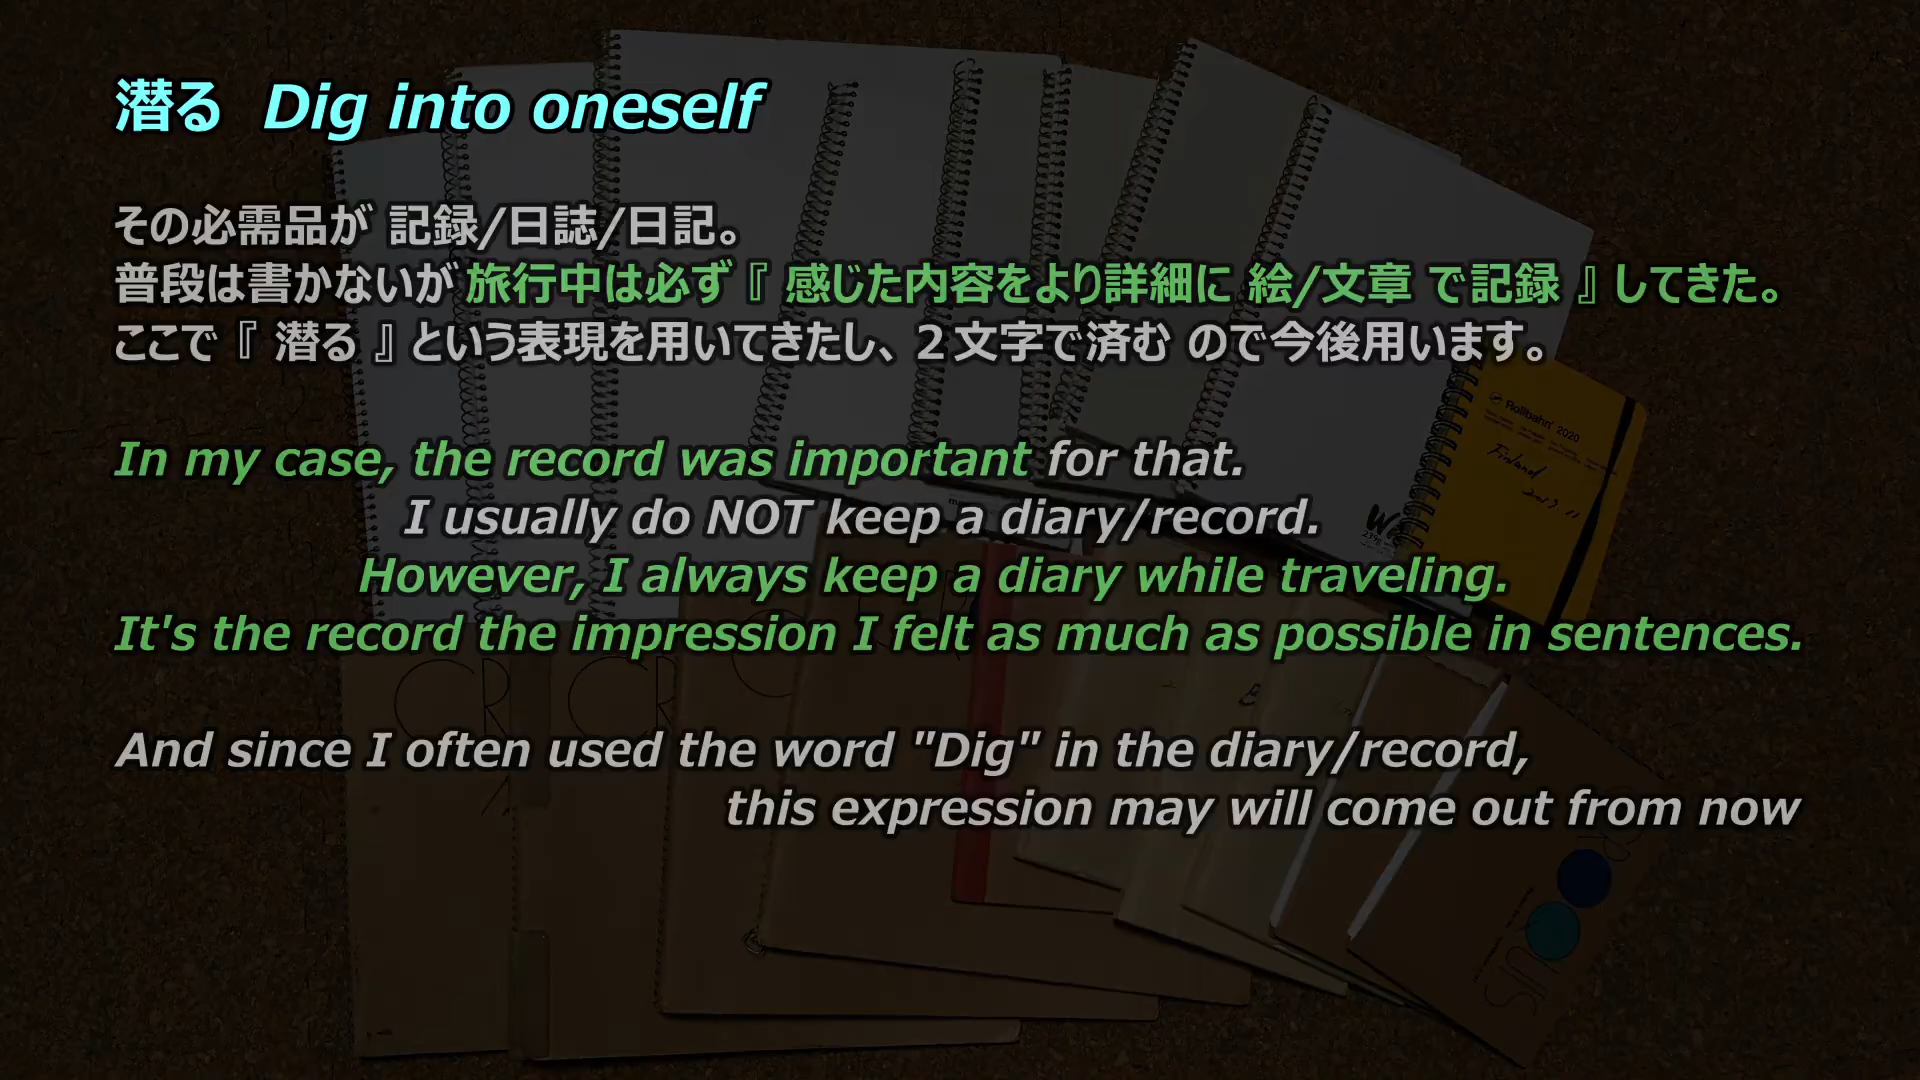 潜る Dig into oneself
その必需品が 記録/日誌/日記。
普段は書かないが 旅行中は必ず『 感じた内容をより詳細に 絵/文章 で記録 』してきた。
ここで『 潜る 』という表現を用いてきたし、２文字で済む ので今後用います。
In my case, the record was important for that.
I usually do NOT keep a diary/record.
However, I always keep a diary while traveling.
It's the record the impression I felt as much as possible in sentences.
And since I often used the word "Dig" in the diary/record,
this expression may will come out from now
Rollbahn 2020
Finland